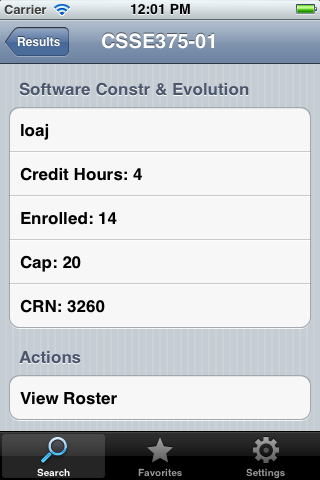 Carrier 12:01 PM
Results CSSE375-01
Software Constr & Evolution
loaj
Credit Hours: 4
Enrolled: 14
Cap: 20
CRN: 3260
Actions
View Roster
Search Favorites Settings